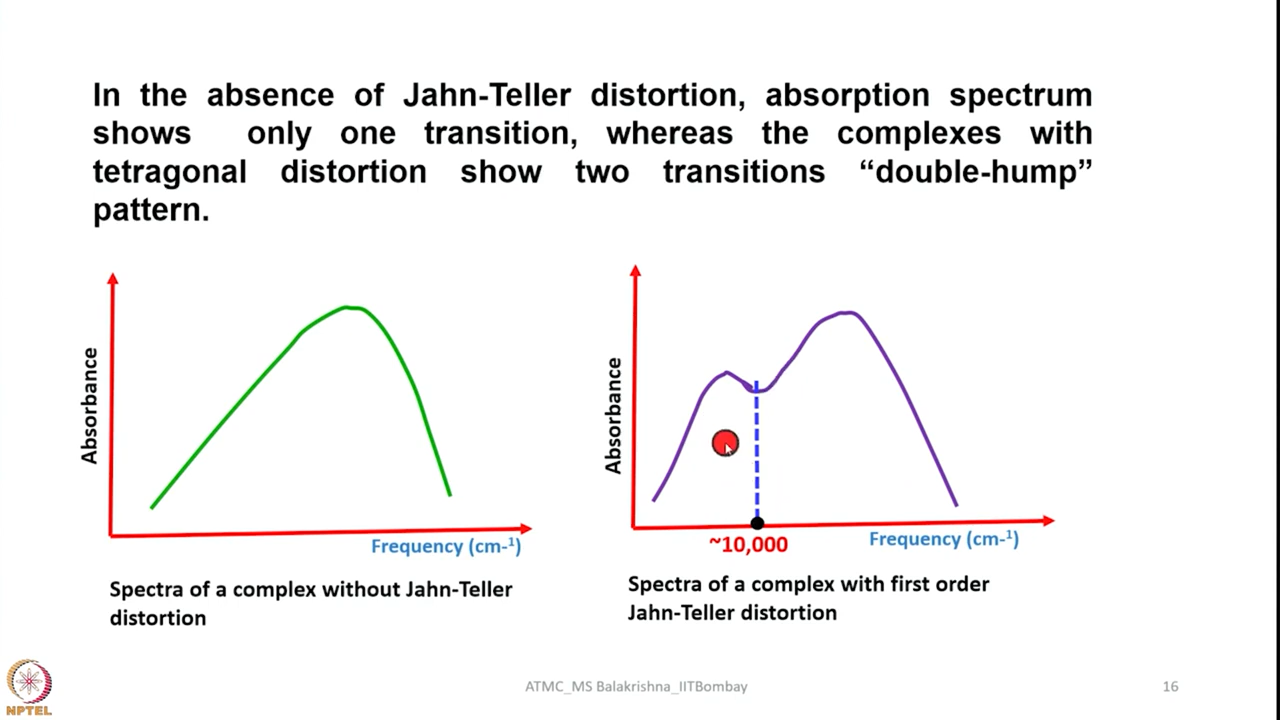 In the absence of Jahn-Teller distortion, absorption spectrum
shows only one transition, whereas the complexes with
tetragonal distortion show two transitions “double-hump”
pattern.
Absorbance
Frequency (cm-¹)
Spectra of a complex without Jahn-Teller
distortion
Absorbance
~10,000
Frequency (cm-¹)
Spectra of a complex with first order
Jahn-Teller distortion
NPTEL
ATMC_MS Balakrishna_IITBombay
16